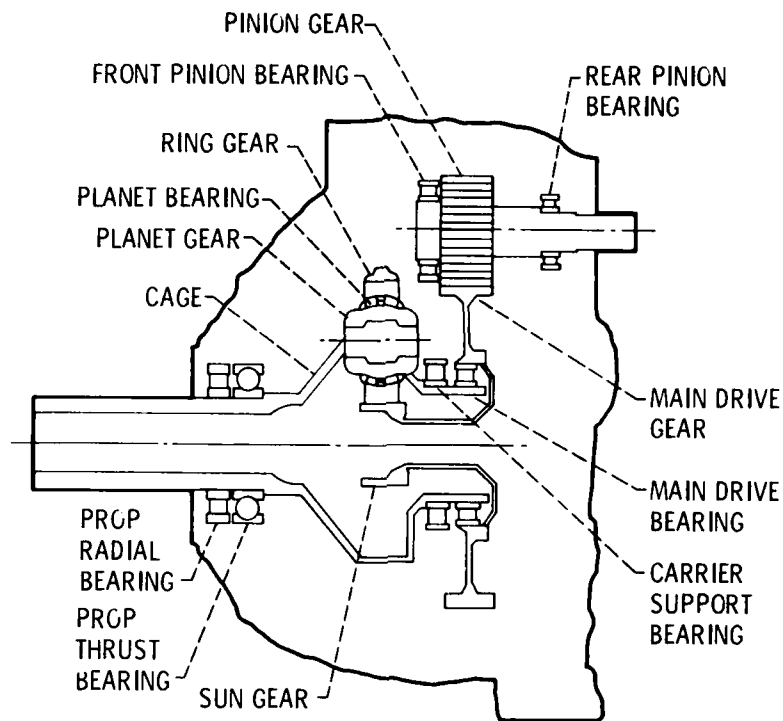 PINION GEAR
FRONT PINION BEARING
REAR PINION
BEARING
RING GEAR
PLANET BEARING
PLANET GEAR
CAGE
MAIN DRIVE
GEAR
MAIN DRIVE
BEARING
CARRIER
SUPPORT
BEARING
PROP
RADIAL
BEARING
PROP
THRUST
BEARING
SUN GEAR